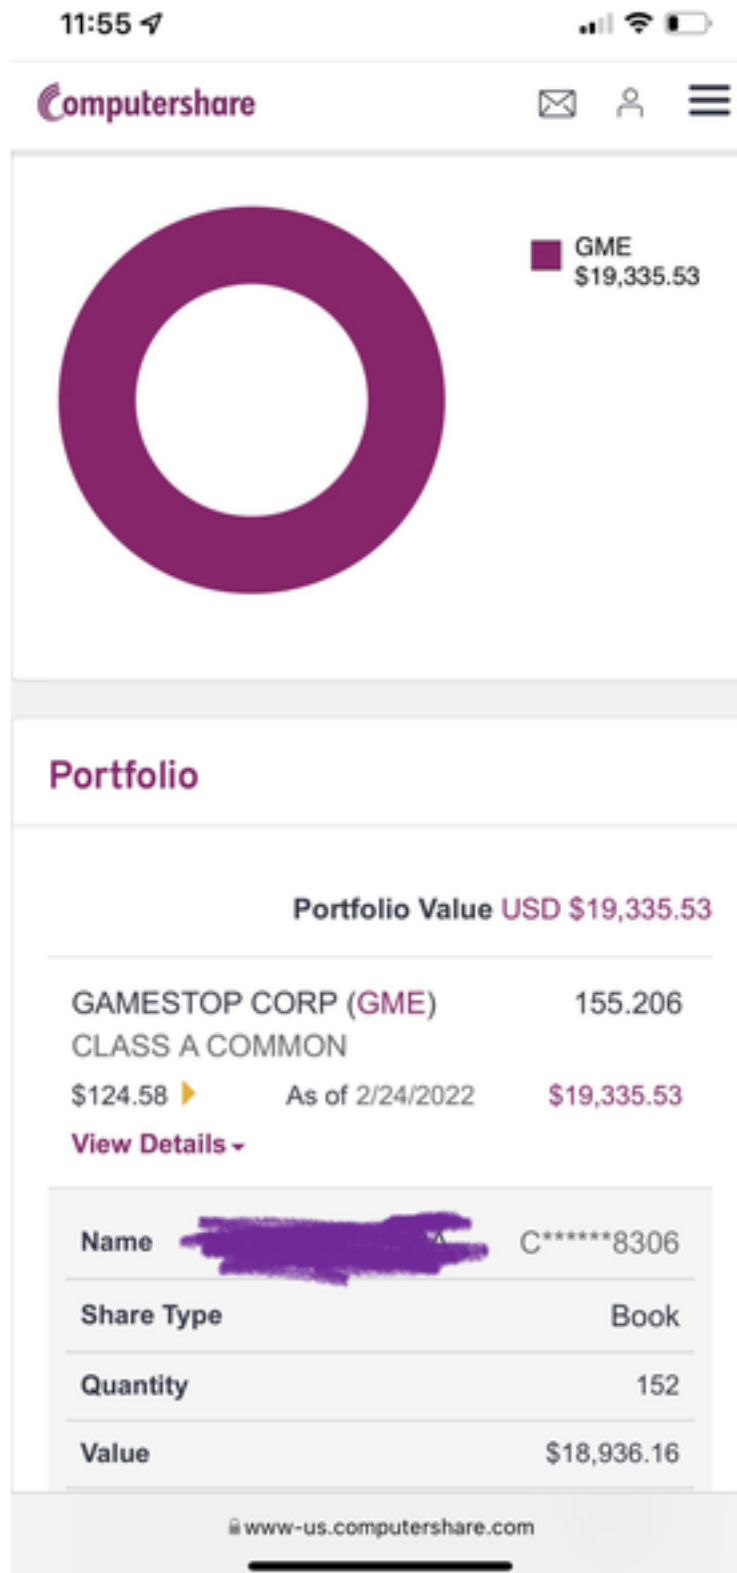 11:55
Computershare
GME
$19,335.53
Portfolio
Portfolio Value USD $19,335.53
GAMESTOP CORP (GME) 155.206
CLASS A COMMON
$124.58 As of 2/24/2022 $19,335.53
View Details
Name C******8306
Share Type Book
Quantity 152
Value $18,936.16
www-us.computershare.com